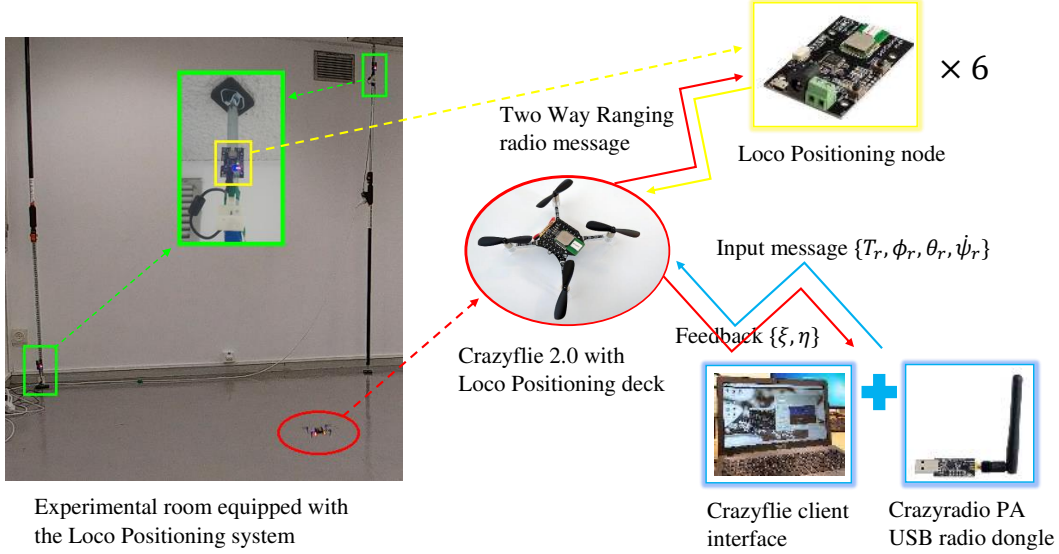 × 6
Two Way Ranging
radio message
Loco Positioning node
Input message {T_r, ϕ_r, θ_r, ψ̇_r}
Feedback {ξ, η}
Crazyflie 2.0 with
Loco Positioning deck
Experimental room equipped with
the Loco Positioning system
Crazyflie client
interface
Crazyradio PA
USB radio dongle